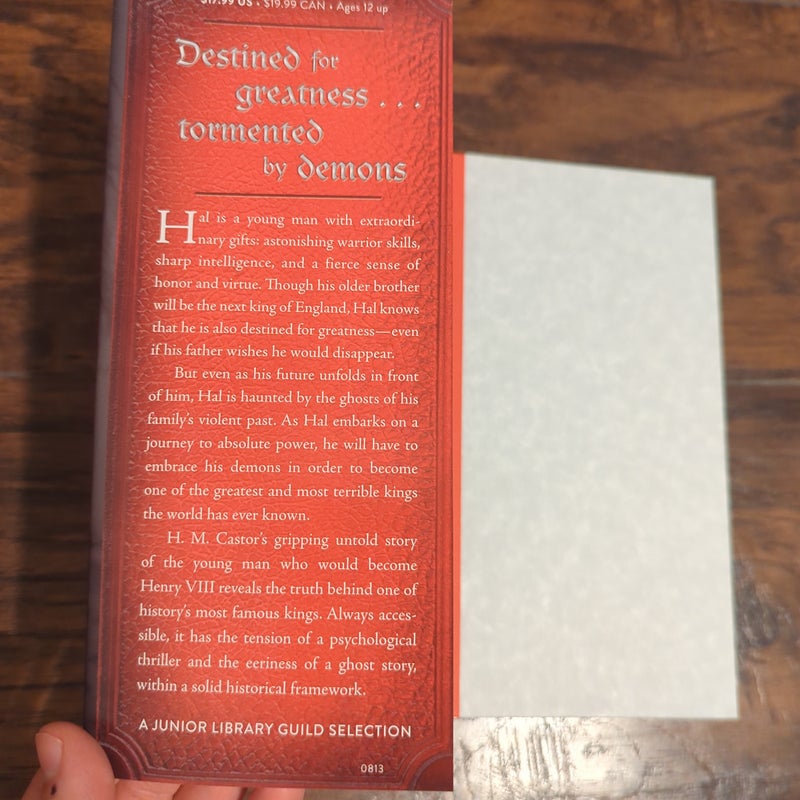 $17.99 US • $19.99 CAN • Ages 12 up
Destined for
greatness . . .
tormented
by demons
Hal is a young man with extraordi-
nary gifts: astonishing warrior skills,
sharp intelligence, and a fierce sense of
honor and virtue. Though his older brother
will be the next king of England, Hal knows
that he is also destined for greatness—even
if his father wishes he would disappear.
But even as his future unfolds in front
of him, Hal is haunted by the ghosts of his
family's violent past. As Hal embarks on a
journey to absolute power, he will have to
embrace his demons in order to become
one of the greatest and most terrible kings
the world has ever known.
H. M. Castor's gripping untold story
of the young man who would become
Henry VIII reveals the truth behind one of
history's most famous kings. Always acces-
sible, it has the tension of a psychological
thriller and the eeriness of a ghost story,
within a solid historical framework.
A JUNIOR LIBRARY GUILD SELECTION
0813